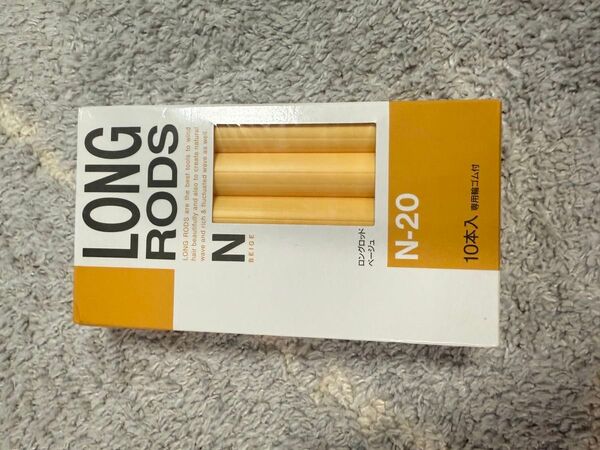 LONG
RODS
LONG RODS are the best tools to wind
hair beautifully and also to create natural
wave and rich & fluctuated wave as well.
N
BEIGE
ロングロッド
ベージュ
N-20
10本入 専用輪ゴム付